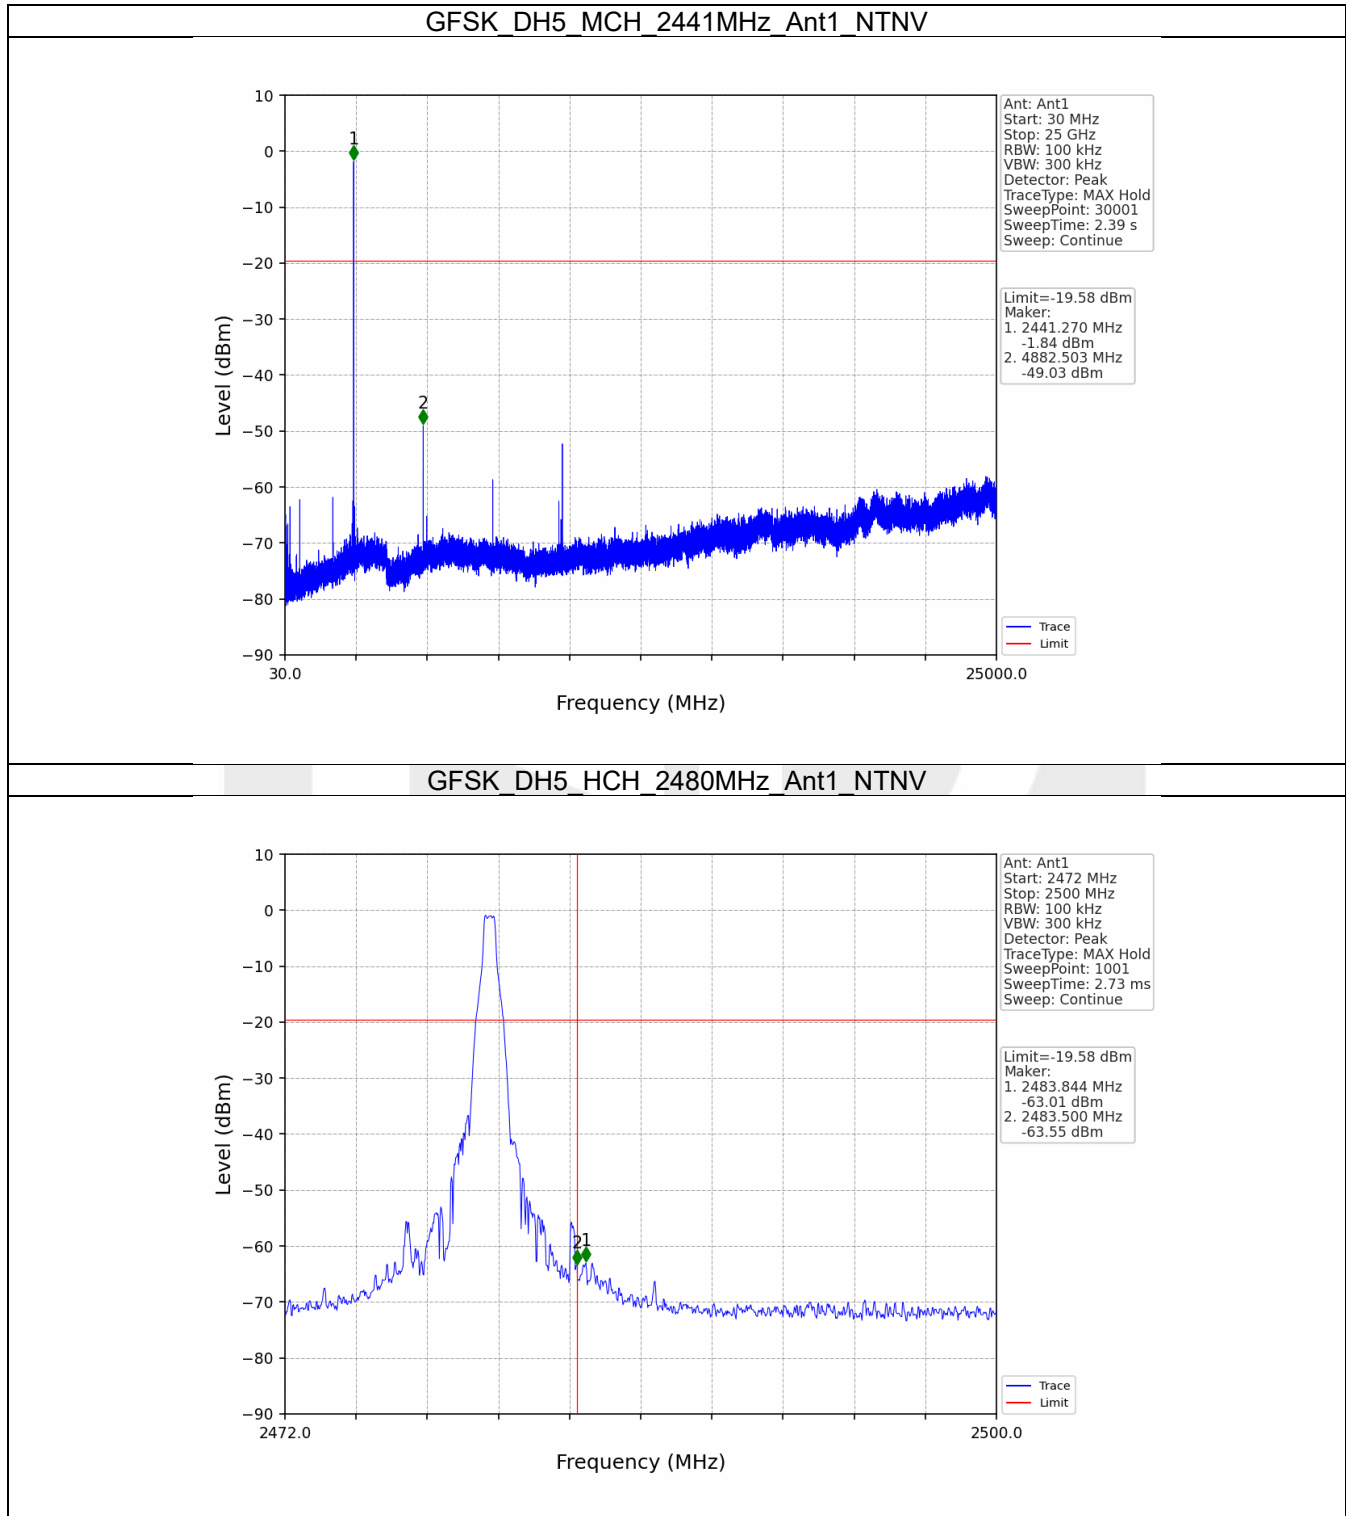 GFSK_DH5_MCH_2441MHz_Ant1_NTNV
10
0
−10
−20
−30
−40
−50
−60
−70
−80
−90
Level (dBm)
1
2
30.0
25000.0
Frequency (MHz)
Ant: Ant1
Start: 30 MHz
Stop: 25 GHz
RBW: 100 kHz
VBW: 300 kHz
Detector: Peak
TraceType: MAX Hold
SweepPoint: 30001
SweepTime: 2.39 s
Sweep: Continue
Limit=-19.58 dBm
Maker:
1. 2441.270 MHz
-1.84 dBm
2. 4882.503 MHz
-49.03 dBm
Trace
Limit
GFSK_DH5_HCH_2480MHz_Ant1_NTNV
10
0
−10
−20
−30
−40
−50
−60
−70
−80
−90
Level (dBm)
2
1
2472.0
2500.0
Frequency (MHz)
Ant: Ant1
Start: 2472 MHz
Stop: 2500 MHz
RBW: 100 kHz
VBW: 300 kHz
Detector: Peak
TraceType: MAX Hold
SweepPoint: 1001
SweepTime: 2.73 ms
Sweep: Continue
Limit=-19.58 dBm
Maker:
1. 2483.844 MHz
-63.01 dBm
2. 2483.500 MHz
-63.55 dBm
Trace
Limit